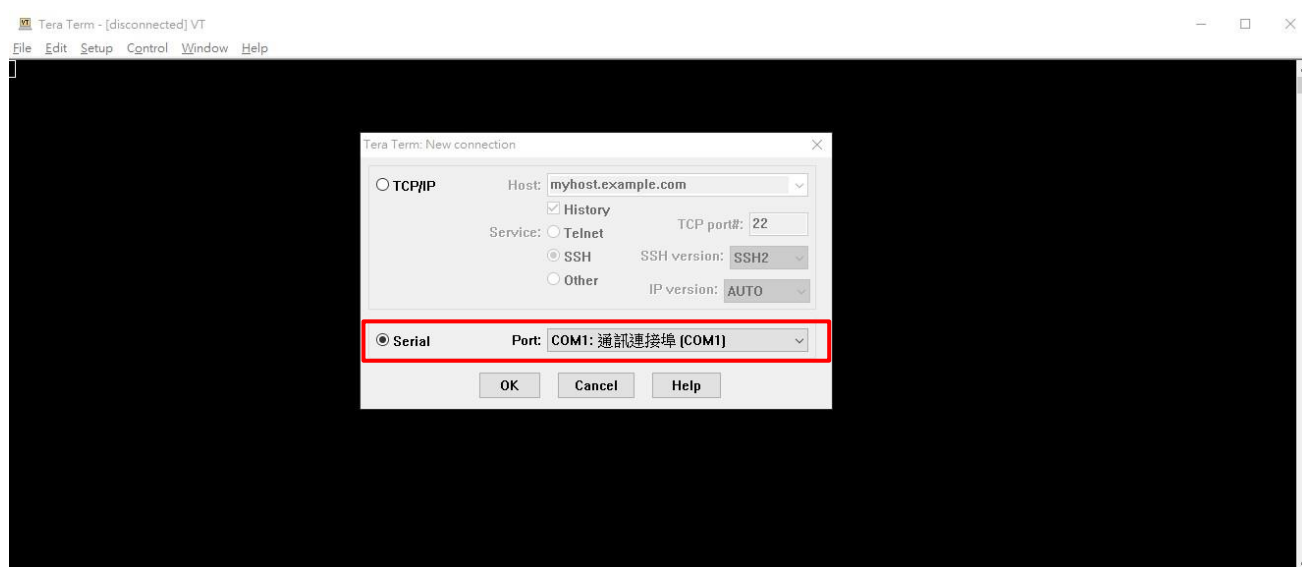 Tera Term - [disconnected] VT
File Edit Setup Control Window Help
Tera Term: New connection
TCP/IP Host: myhost.example.com
History
Service: Telnet TCP port#: 22
SSH SSH version: SSH2
Other IP version: AUTO
Serial Port: COM1: 通訊連接埠 (COM1)
OK Cancel Help